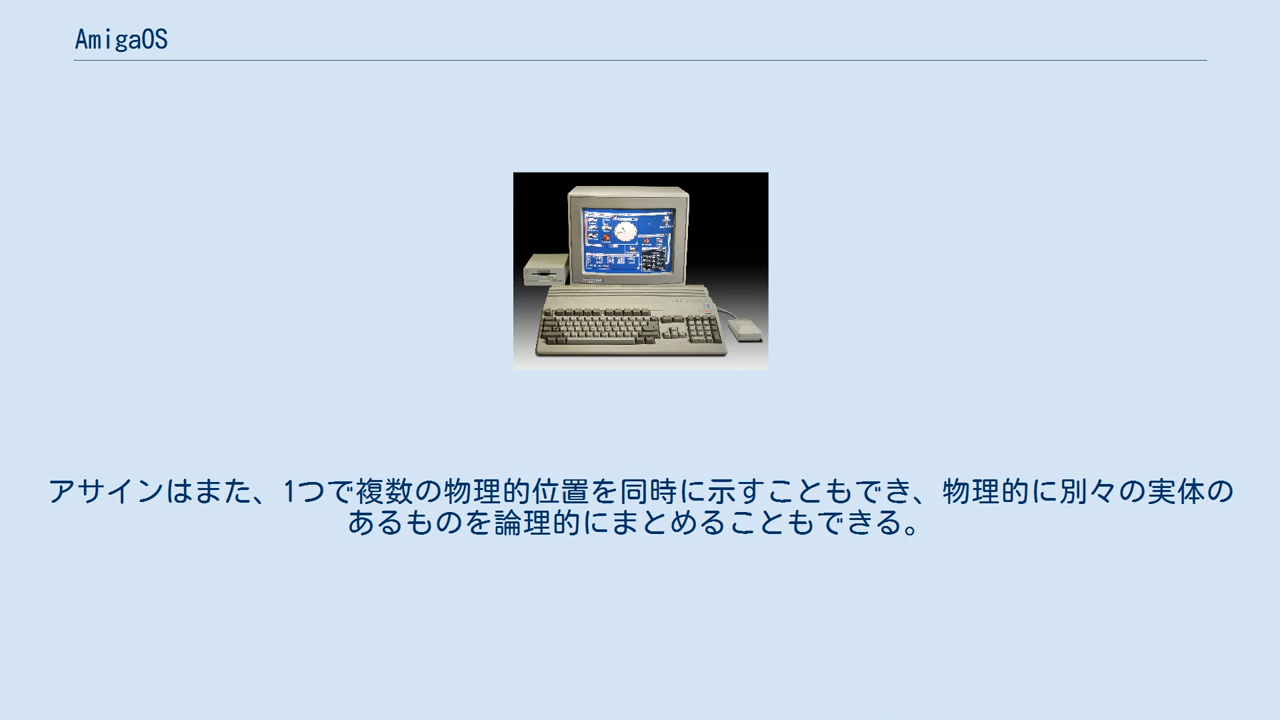 AmigaOS
アサインはまた、1つで複数の物理的位置を同時に示すこともでき、物理的に別々の実体の
あるものを論理的にまとめることもできる。